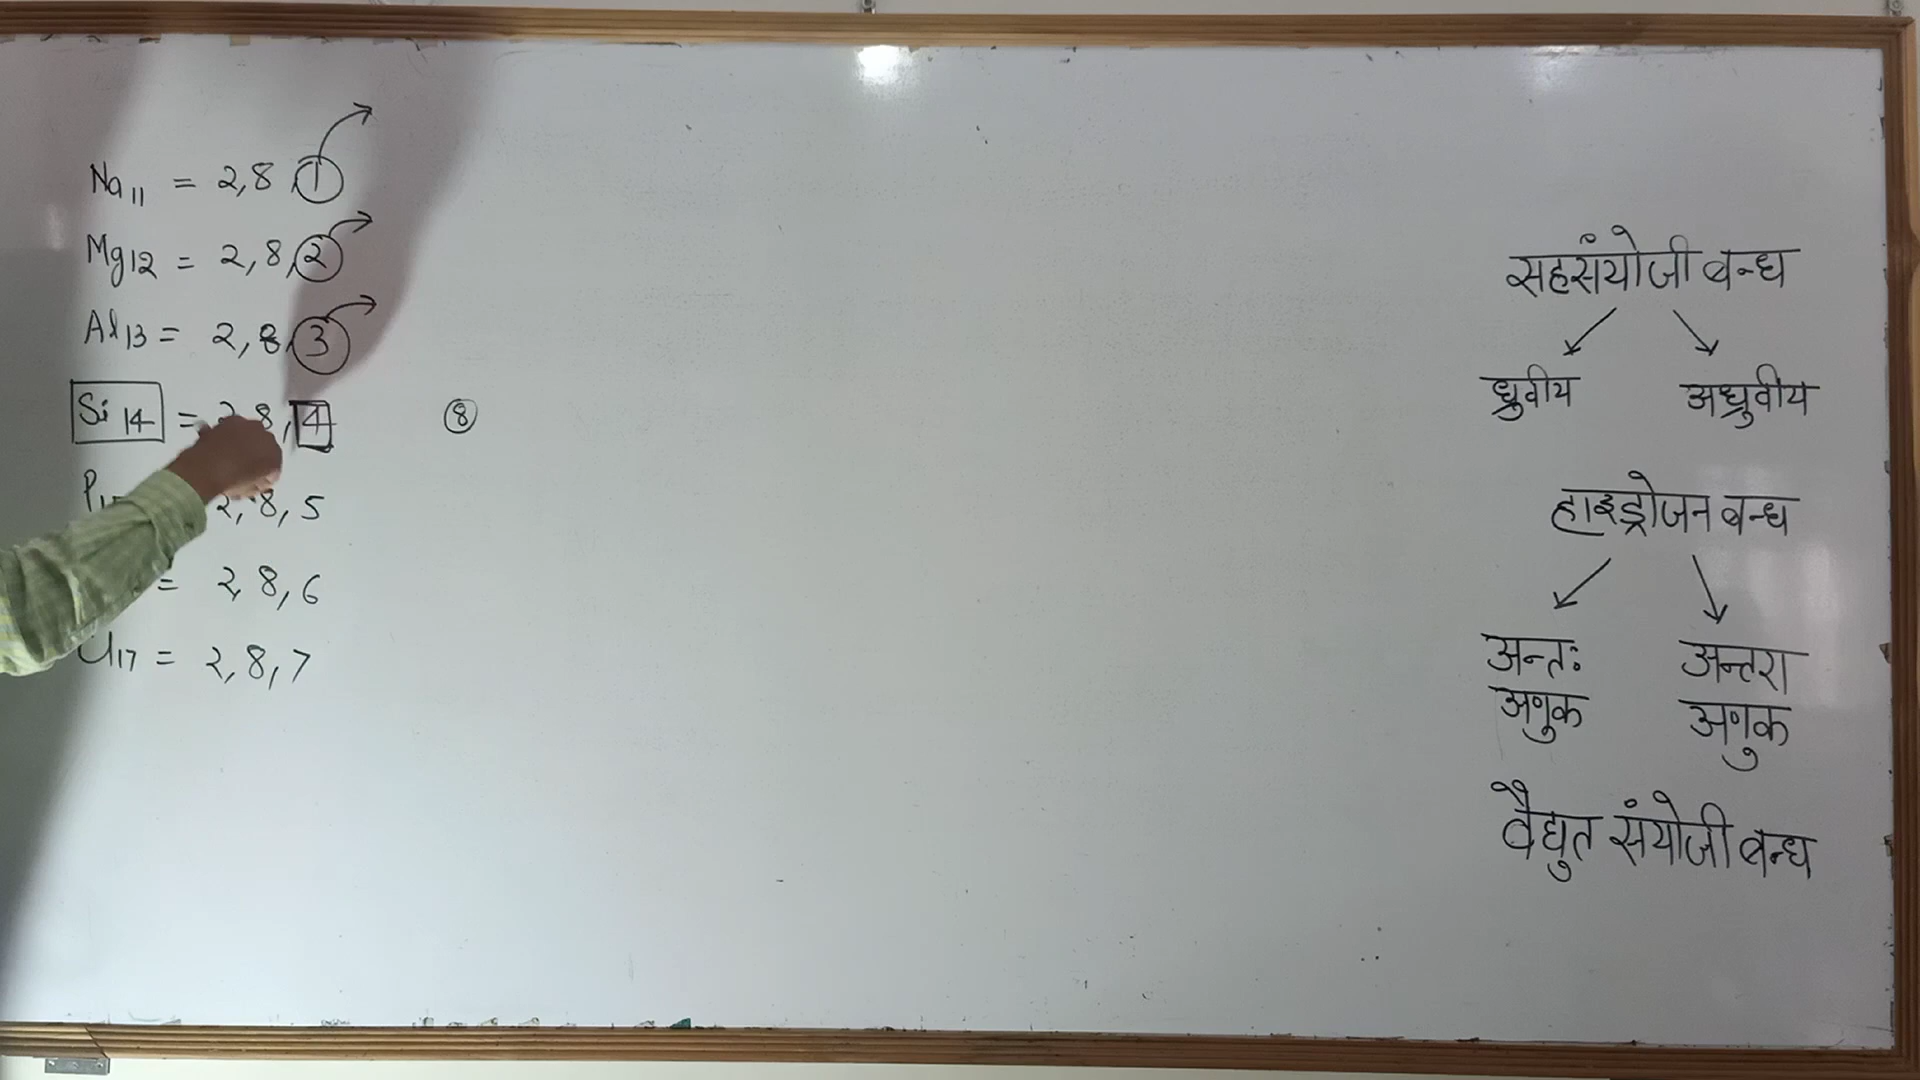 Na11 = 2,8,1
Mg12 = 2,8,2
Al13 = 2,8,3
Si14 = 2,8,4
8
2,8,5
= 2,8,6
17 = 2,8,7
सहसंयोजी बन्ध
ध्रुवीय अध्रुवीय
हाइड्रोजन बन्ध
अन्तः अन्तरा
अणुक अणुक
वैद्युत संयोजी बन्ध